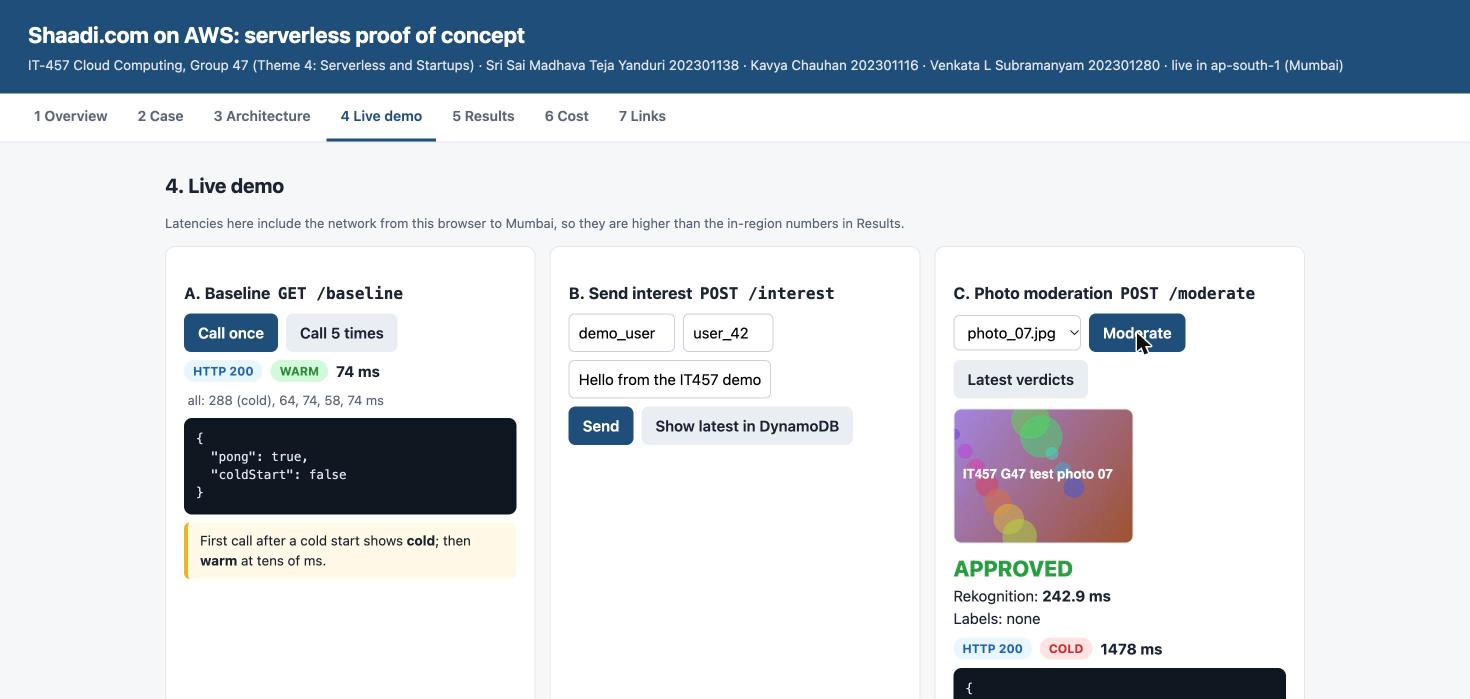 Shaadi.com on AWS: serverless proof of concept
IT-457 Cloud Computing, Group 47 (Theme 4: Serverless and Startups) · Sri Sai Madhava Teja Yanduri 202301138 · Kavya Chauhan 202301116 · Venkata L Subramanyam 202301280 · live in ap-south-1 (Mumbai)
1 Overview 2 Case 3 Architecture 4 Live demo 5 Results 6 Cost 7 Links
4. Live demo
Latencies here include the network from this browser to Mumbai, so they are higher than the in-region numbers in Results.
A. Baseline GET /baseline
Call once Call 5 times
HTTP 200 WARM 74 ms
all: 288 (cold), 64, 74, 58, 74 ms
{
"pong": true,
"coldStart": false
}
First call after a cold start shows cold; then
warm at tens of ms.
B. Send interest POST /interest
demo_user user_42
Hello from the IT457 demo
Send Show latest in DynamoDB
C. Photo moderation POST /moderate
photo_07.jpg Moderate
Latest verdicts
IT457 G47 test photo 07
APPROVED
Rekognition: 242.9 ms
Labels: none
HTTP 200 COLD 1478 ms
{